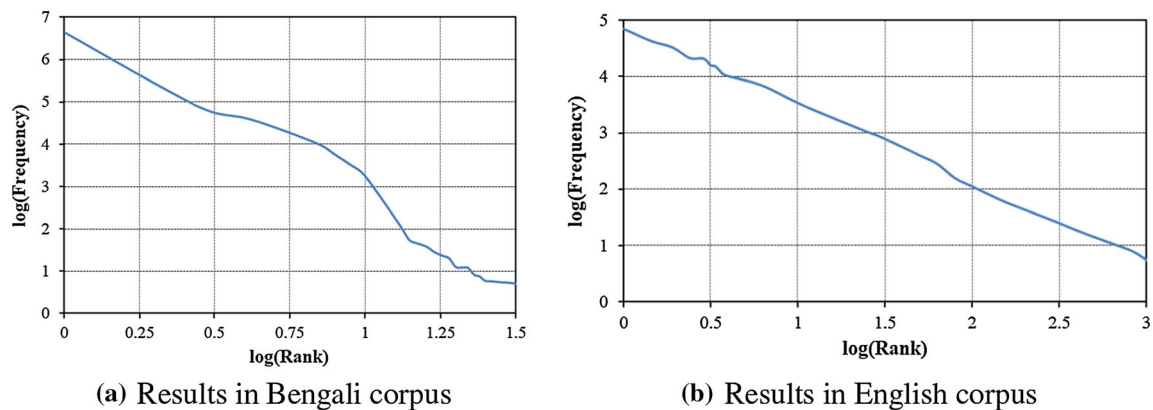 7
6
5
4
3
2
1
0
log(Frequency)
0 0.25 0.5 0.75 1 1.25 1.5
log(Rank)
(a) Results in Bengali corpus
5
4
3
2
1
0
log(Frequency)
0 0.5 1 1.5 2 2.5 3
log(Rank)
(b) Results in English corpus